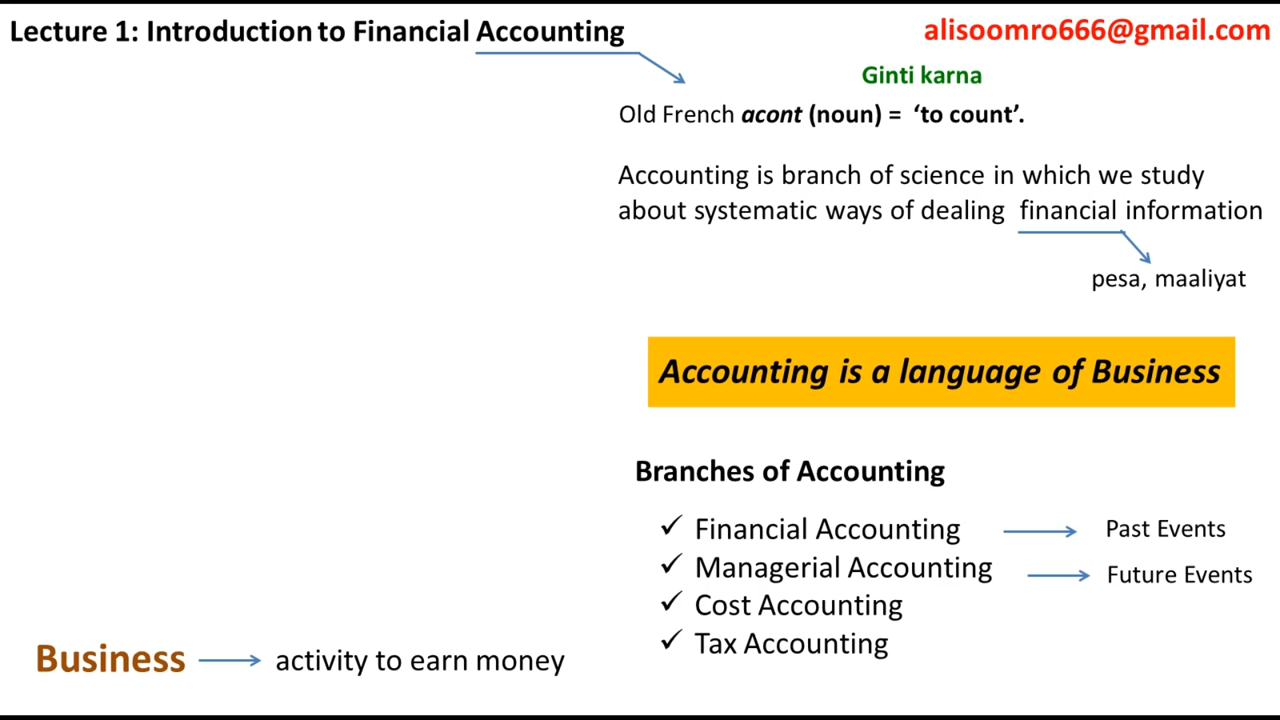 Lecture 1: Introduction to Financial Accounting
alisoomro666@gmail.com
Ginti karna
Old French acont (noun) = ‘to count’.
Accounting is branch of science in which we study
about systematic ways of dealing financial information
pesa, maaliyat
Accounting is a language of Business
Branches of Accounting
✓ Financial Accounting
Past Events
✓ Managerial Accounting
Future Events
✓ Cost Accounting
✓ Tax Accounting
Business
activity to earn money